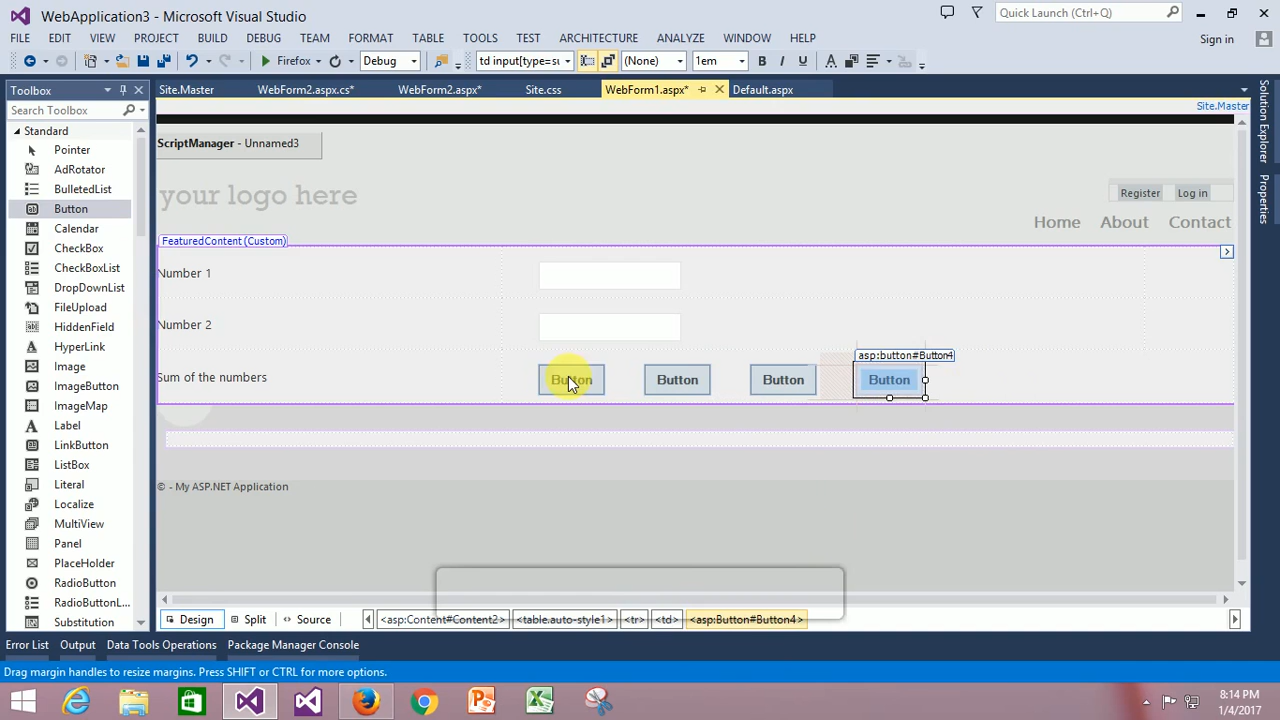 WebApplication3 - Microsoft Visual Studio
Quick Launch (Ctrl+Q)
FILE EDIT VIEW PROJECT BUILD DEBUG TEAM FORMAT TABLE TOOLS TEST ARCHITECTURE ANALYZE WINDOW HELP
Sign in
Firefox Debug td input[type=su (None) 1em B I U A
Toolbox
Site.Master WebForm2.aspx.cs* WebForm2.aspx* Site.css WebForm1.aspx* Default.aspx
Search Toolbox
Site.Master
Standard
Pointer
AdRotator
BulletedList
Button
Calendar
CheckBox
CheckBoxList
DropDownList
FileUpload
HiddenField
HyperLink
Image
ImageButton
ImageMap
Label
LinkButton
ListBox
Literal
Localize
MultiView
Panel
PlaceHolder
RadioButton
RadioButtonL...
Substitution
ScriptManager - Unnamed3
your logo here
Register Log in
Home About Contact
FeaturedContent (Custom)
Number 1
Number 2
asp:button#Button4
Sum of the numbers Button Button Button Button
© - My ASP.NET Application
Design Split Source <asp:Content#Content2> <table.auto-style1> <tr> <td> <asp:Button#Button4>
Solution Explorer
Properties
Error List Output Data Tools Operations Package Manager Console
Drag margin handles to resize margins. Press SHIFT or CTRL for more options.
8:14 PM
1/4/2017